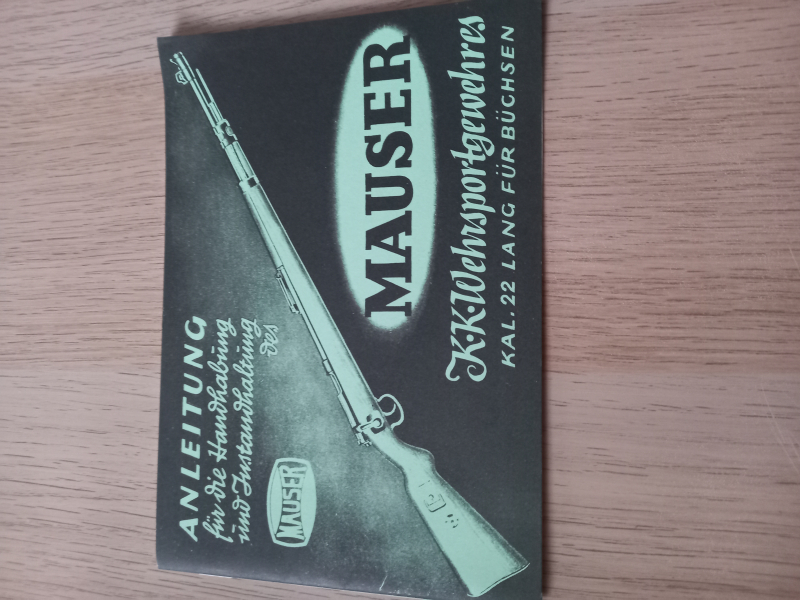 ANLEITUNG
für die Handhabung
und Instandhaltung
des
MAUSER
MAUSER
K.K.Wehrsportgewehres
KAL. 22 LANG FÜR BÜCHSEN